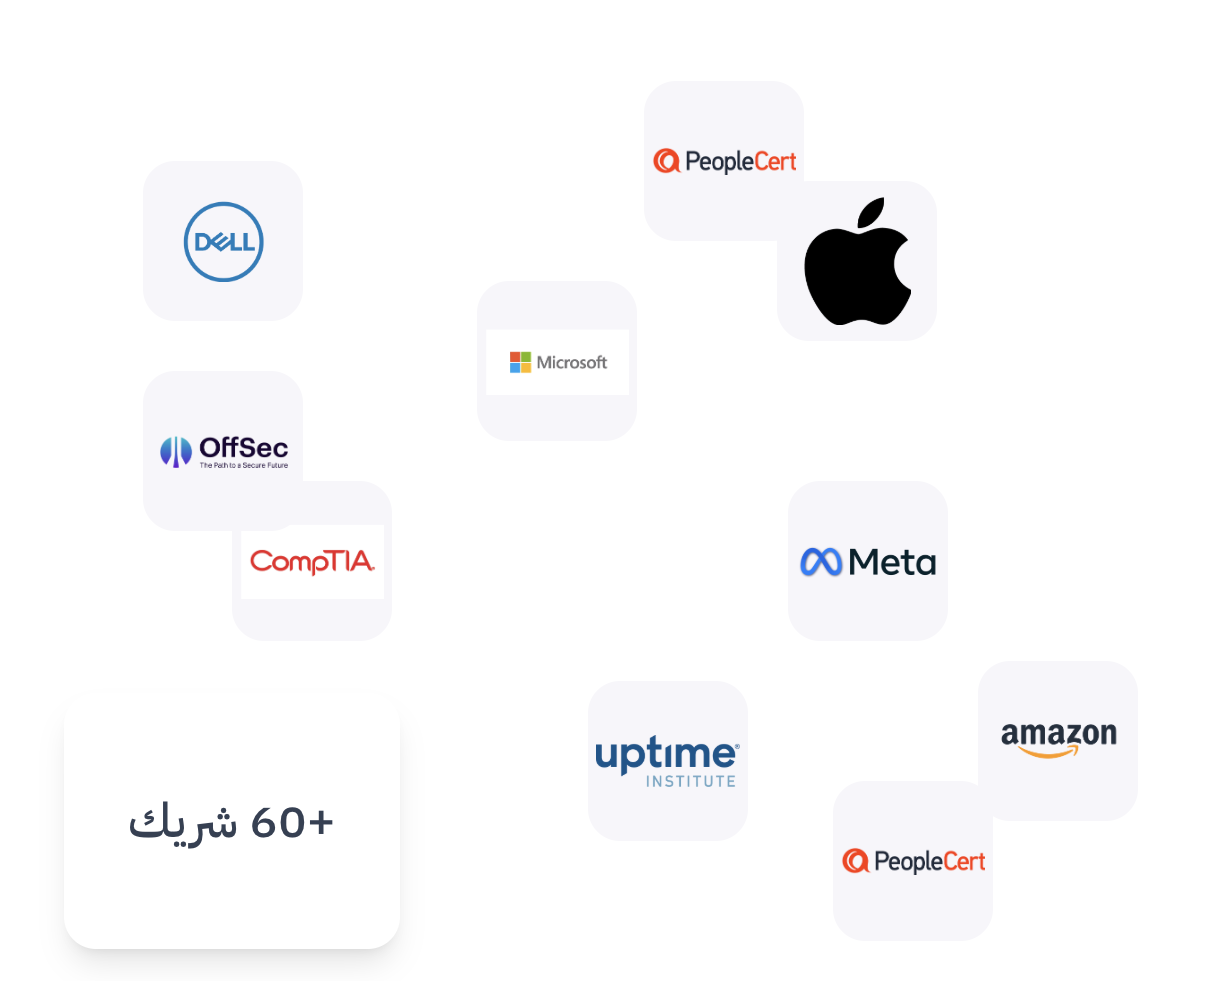 PeopleCert
DELL
Microsoft
OffSec
The Path to a Secure Future
CompTIA.
Meta
amazon
uptime®
INSTITUTE
+60 شريك
PeopleCert